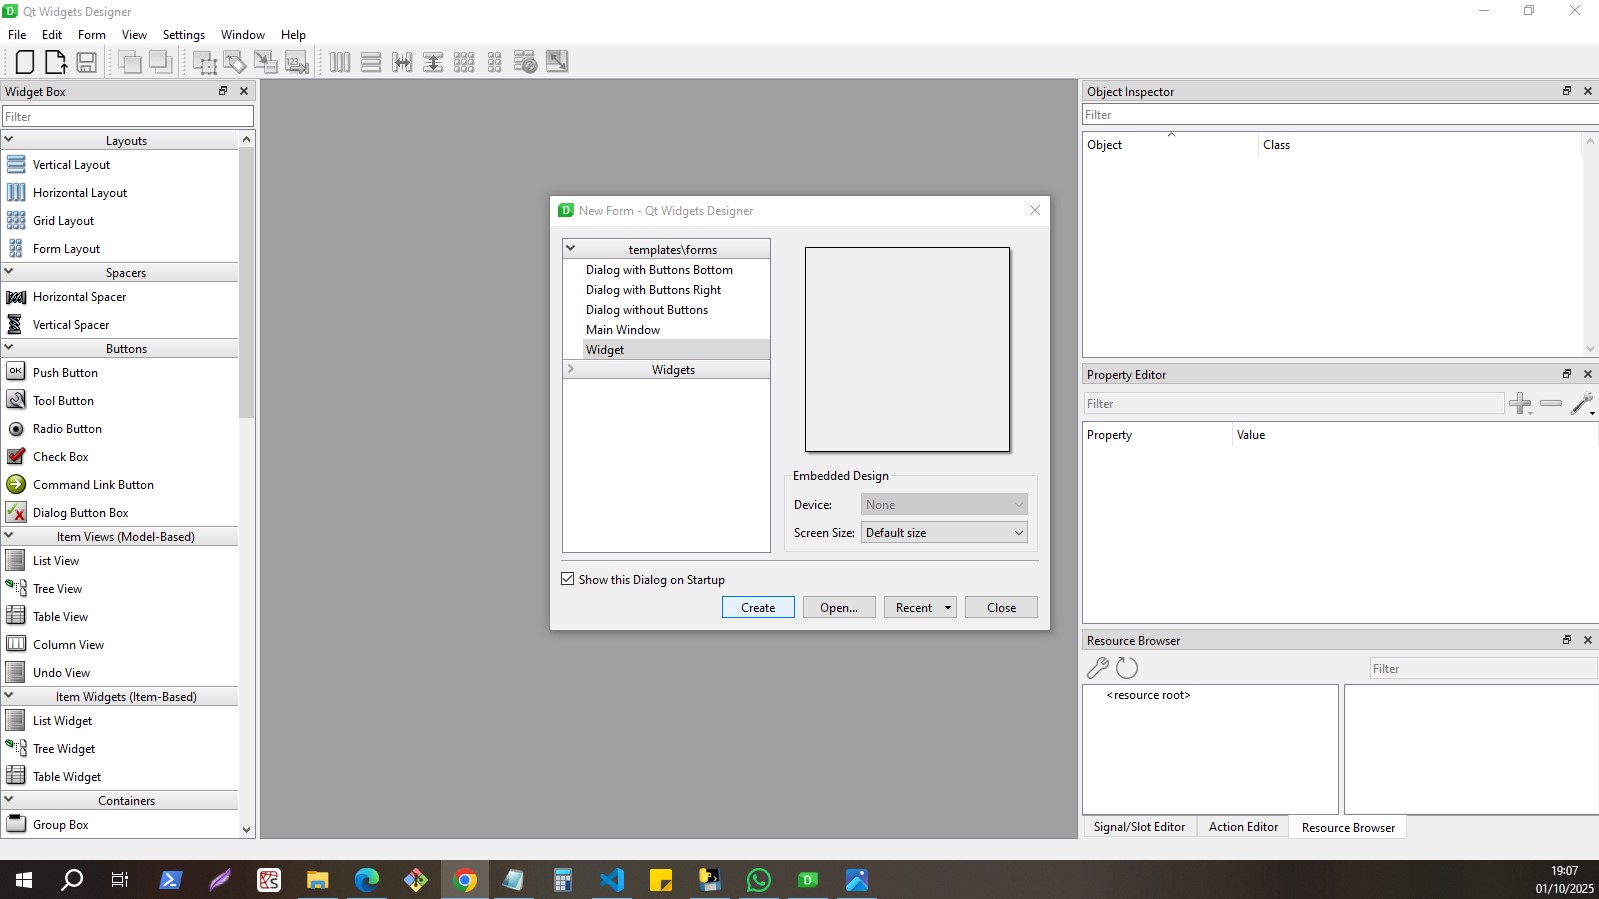 Qt Widgets Designer
File Edit Form View Settings Window Help
Widget Box
Filter
Layouts
Vertical Layout
Horizontal Layout
Grid Layout
Form Layout
Spacers
Horizontal Spacer
Vertical Spacer
Buttons
OK Push Button
Tool Button
Radio Button
Check Box
Command Link Button
Dialog Button Box
Item Views (Model-Based)
List View
Tree View
Table View
Column View
Undo View
Item Widgets (Item-Based)
List Widget
Tree Widget
Table Widget
Containers
Group Box
New Form - Qt Widgets Designer
templates\forms
Dialog with Buttons Bottom
Dialog with Buttons Right
Dialog without Buttons
Main Window
Widget
Widgets
Embedded Design
Device: None
Screen Size: Default size
Show this Dialog on Startup
Create Open... Recent Close
Object Inspector
Filter
Object Class
Property Editor
Filter
Property Value
Resource Browser
Filter
<resource root>
Signal/Slot Editor Action Editor Resource Browser
19:07
01/10/2025